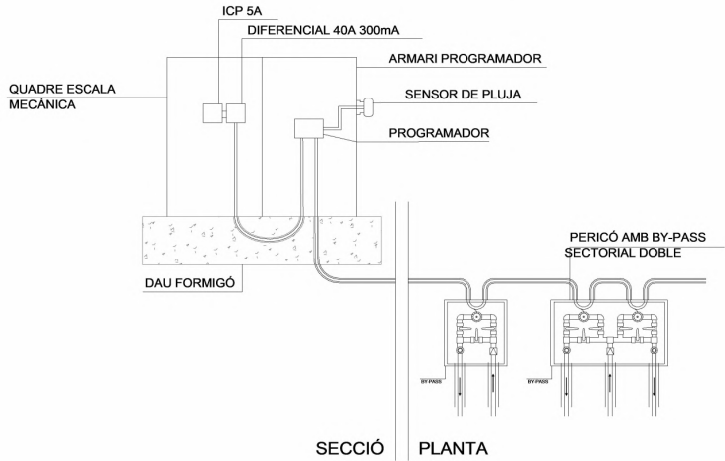 ICP 5A
DIFERENCIAL 40A 300mA
ARMARI PROGRAMADOR
QUADRE ESCALA
MECÀNICA
SENSOR DE PLUJA
PROGRAMADOR
PERICÓ AMB BY-PASS
SECTORIAL DOBLE
DAU FORMIGÓ
BY-PASS
BY-PASS
SECCIÓ
PLANTA